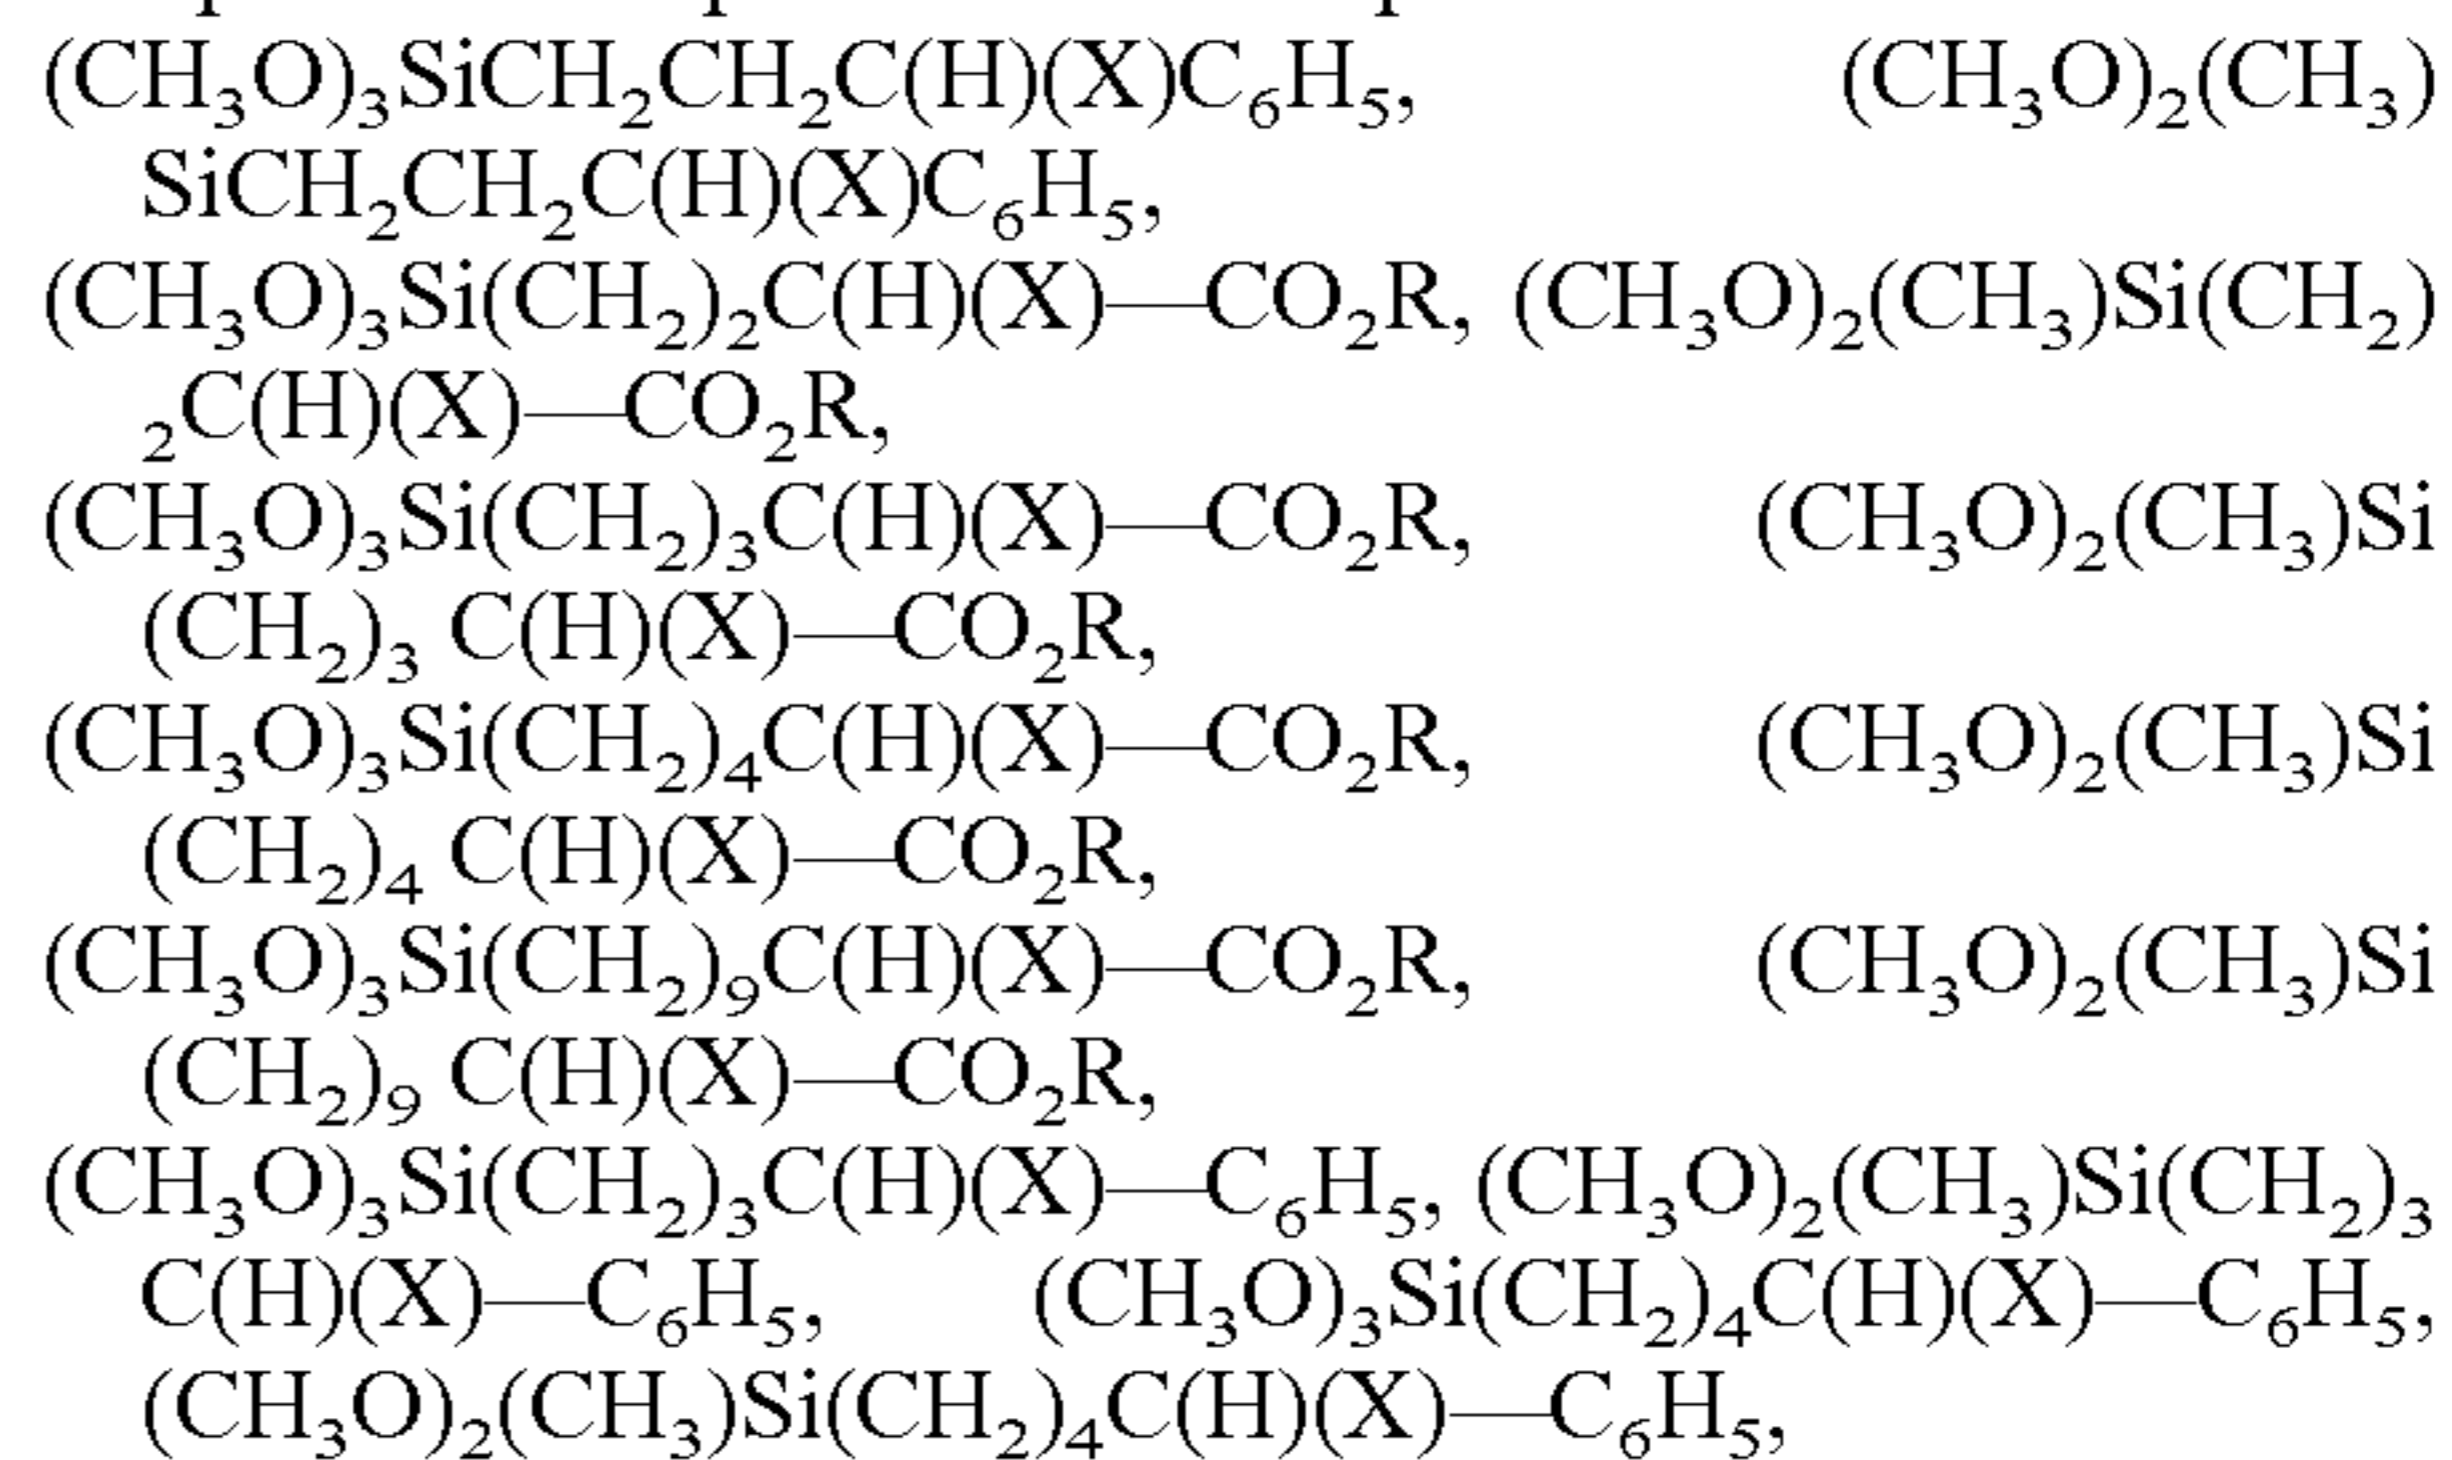 (CH₃O)₃SiCH₂CH₂C(H)(X)C₆H₅, (CH₃O)₂(CH₃)
SiCH₂CH₂C(H)(X)C₆H₅,
(CH₃O)₃Si(CH₂)₂C(H)(X)—CO₂R, (CH₃O)₂(CH₃)Si(CH₂)
₂C(H)(X)—CO₂R,
(CH₃O)₃Si(CH₂)₃C(H)(X)—CO₂R, (CH₃O)₂(CH₃)Si
(CH₂)₃ C(H)(X)—CO₂R,
(CH₃O)₃Si(CH₂)₄C(H)(X)—CO₂R, (CH₃O)₂(CH₃)Si
(CH₂)₄ C(H)(X)—CO₂R,
(CH₃O)₃Si(CH₂)₉C(H)(X)—CO₂R, (CH₃O)₂(CH₃)Si
(CH₂)₉ C(H)(X)—CO₂R,
(CH₃O)₃Si(CH₂)₃C(H)(X)—C₆H₅, (CH₃O)₂(CH₃)Si(CH₂)₃
C(H)(X)—C₆H₅, (CH₃O)₃Si(CH₂)₄C(H)(X)—C₆H₅,
(CH₃O)₂(CH₃)Si(CH₂)₄C(H)(X)—C₆H₅,